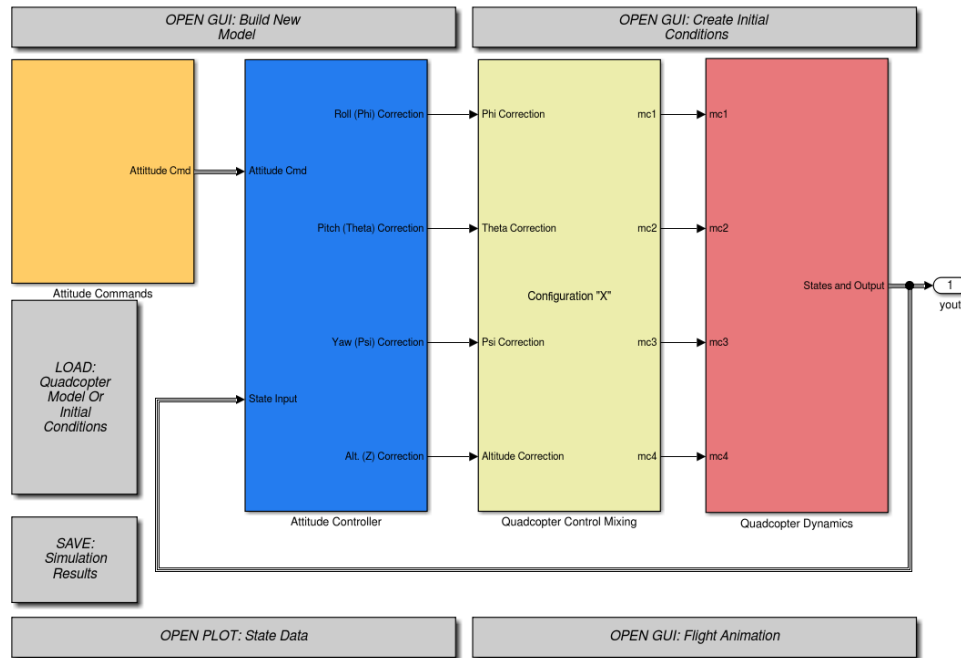 OPEN GUI: Build New
Model
OPEN GUI: Create Initial
Conditions
Attittude Cmd
Attitude Commands
Roll (Phi) Correction
Attitude Cmd
Pitch (Theta) Correction
Yaw (Psi) Correction
State Input
Alt. (Z) Correction
Attitude Controller
Phi Correction
mc1
Theta Correction
mc2
Configuration "X"
Psi Correction
mc3
Altitude Correction
mc4
Quadcopter Control Mixing
mc1
mc2
States and Output
mc3
mc4
Quadcopter Dynamics
1
yout
LOAD:
Quadcopter
Model Or
Initial
Conditions
SAVE:
Simulation
Results
OPEN PLOT: State Data
OPEN GUI: Flight Animation